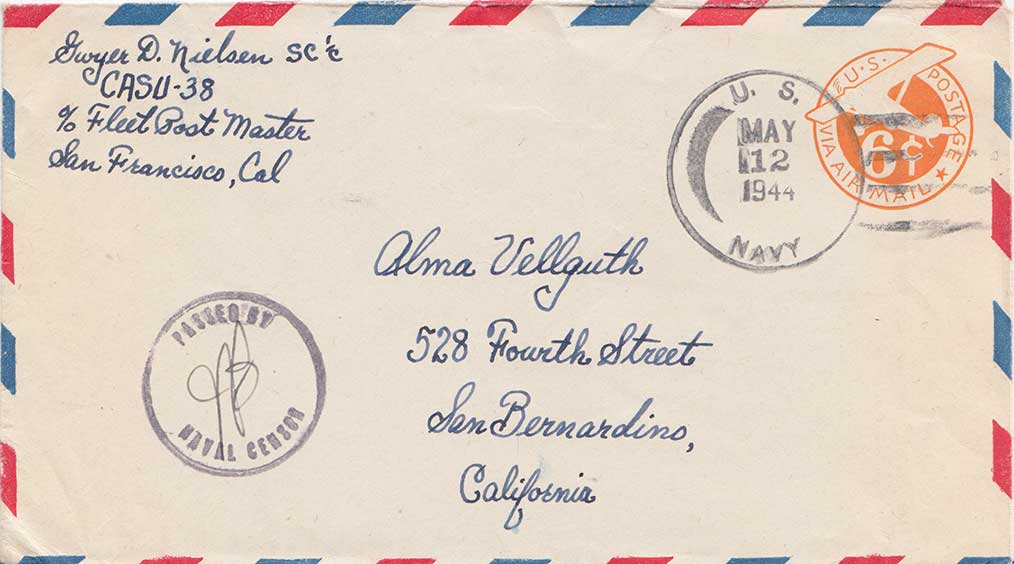 Gwyer D. Nielsen SC'c
CASU-38
% Fleet Post Master
San Francisco, Cal
U. S.
MAY
12
1944
NAVY
U.S. POSTAGE
6¢
VIA AIR MAIL
Alma Vellguth
528 Fourth Street
San Bernardino,
California
PASSED BY
NAVAL CENSOR